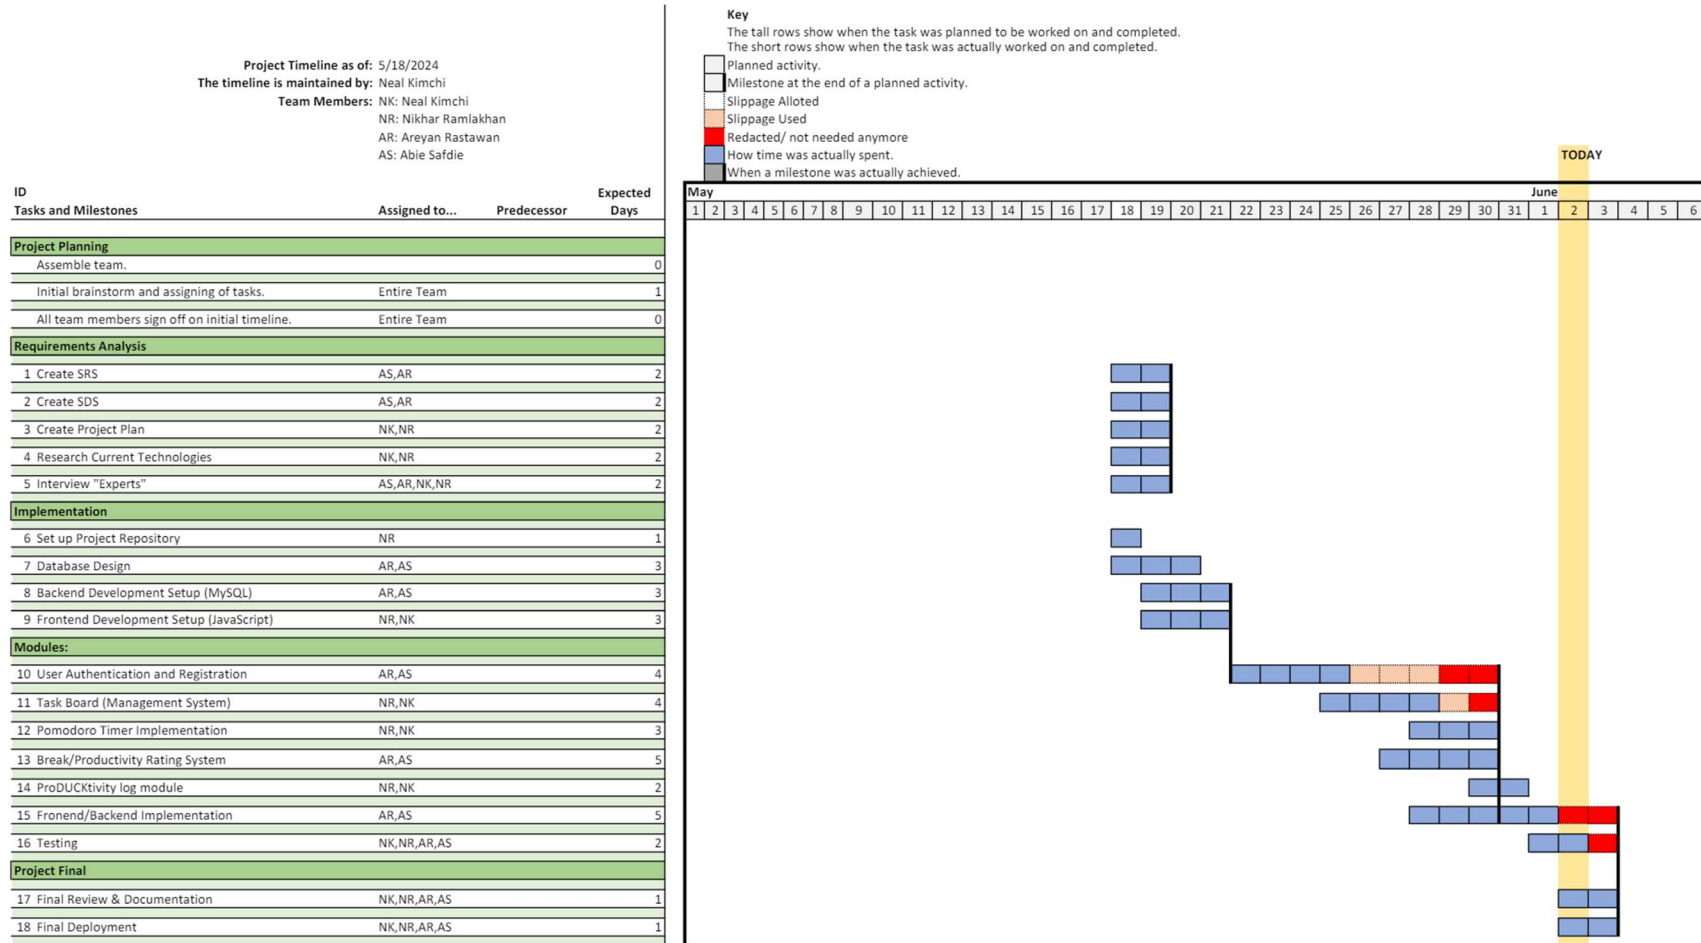 Key
The tall rows show when the task was planned to be worked on and completed.
The short rows show when the task was actually worked on and completed.
Project Timeline as of: 5/18/2024
Planned activity.
The timeline is maintained by: Neal Kimchi
Milestone at the end of a planned activity.
Team Members: NK: Neal Kimchi
Slippage Alloted
NR: Nikhar Ramlakhan
Slippage Used
AR: Areyan Rastawan
Redacted/ not needed anymore
AS: Abie Safdie
How time was actually spent.
TODAY
When a milestone was actually achieved.
ID Expected
May June
Tasks and Milestones Assigned to... Predecessor Days
1 2 3 4 5 6 7 8 9 10 11 12 13 14 15 16 17 18 19 20 21 22 23 24 25 26 27 28 29 30 31 1 2 3 4 5 6
Project Planning
Assemble team. 0
Initial brainstorm and assigning of tasks. Entire Team 1
All team members sign off on initial timeline. Entire Team 0
Requirements Analysis
1 Create SRS AS,AR 2
2 Create SDS AS,AR 2
3 Create Project Plan NK,NR 2
4 Research Current Technologies NK,NR 2
5 Interview "Experts" AS,AR,NK,NR 2
Implementation
6 Set up Project Repository NR 1
7 Database Design AR,AS 3
8 Backend Development Setup (MySQL) AR,AS 3
9 Frontend Development Setup (JavaScript) NR,NK 3
Modules:
10 User Authentication and Registration AR,AS 4
11 Task Board (Management System) NR,NK 4
12 Pomodoro Timer Implementation NR,NK 3
13 Break/Productivity Rating System AR,AS 5
14 ProDUCKtivity log module NR,NK 2
15 Fronend/Backend Implementation AR,AS 5
16 Testing NK,NR,AR,AS 2
Project Final
17 Final Review & Documentation NK,NR,AR,AS 1
18 Final Deployment NK,NR,AR,AS 1